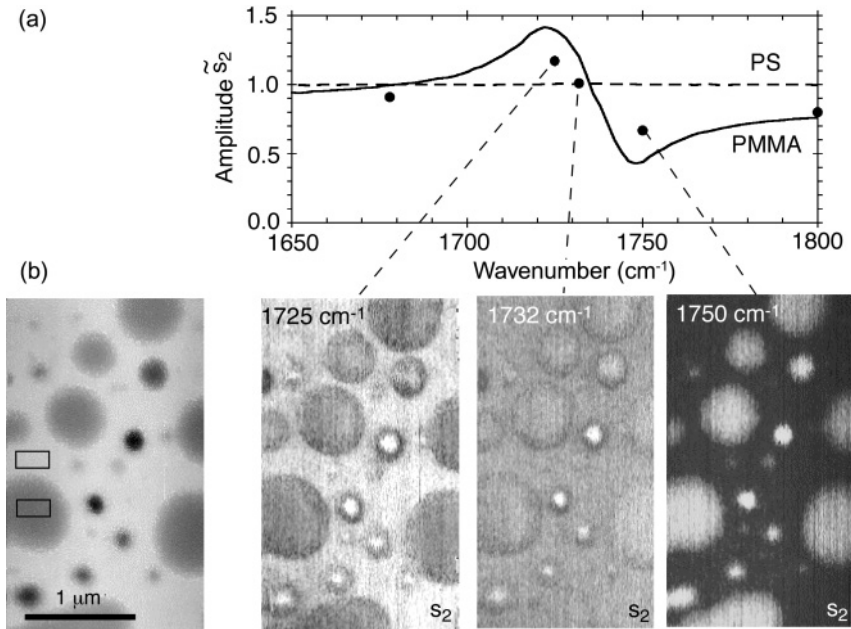 (a)
1.5
1.0
0.5
0.0
Amplitude s̃₂
PS
PMMA
1650
1700
1750
1800
Wavenumber (cm⁻¹)
(b)
1 μm
1725 cm⁻¹
s₂
1732 cm⁻¹
s₂
1750 cm⁻¹
s₂